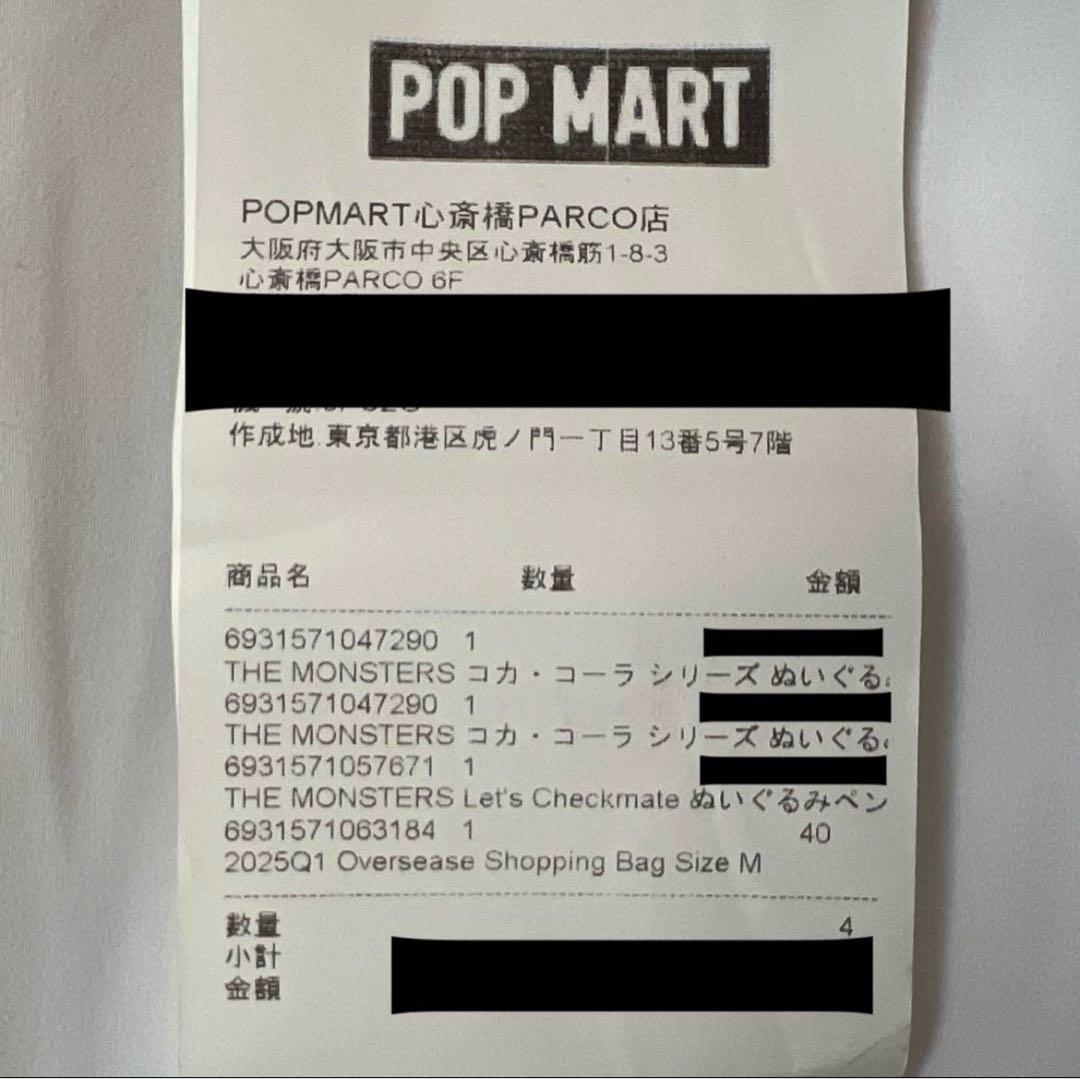 POP MART
POPMART心斎橋PARCO店
大阪府大阪市中央区心斎橋筋1-8-3
心斎橋PARCO 6F
作成地:東京都港区虎ノ門一丁目13番5号7階
商品名 数量 金額
6931571047290 1
THE MONSTERS コカ・コーラ シリーズ ぬいぐる
6931571047290 1
THE MONSTERS コカ・コーラ シリーズ ぬいぐる
6931571057671 1
THE MONSTERS Let's Checkmate ぬいぐるみペン
6931571063184 1 40
2025Q1 Oversease Shopping Bag Size M
数量 4
小計
金額